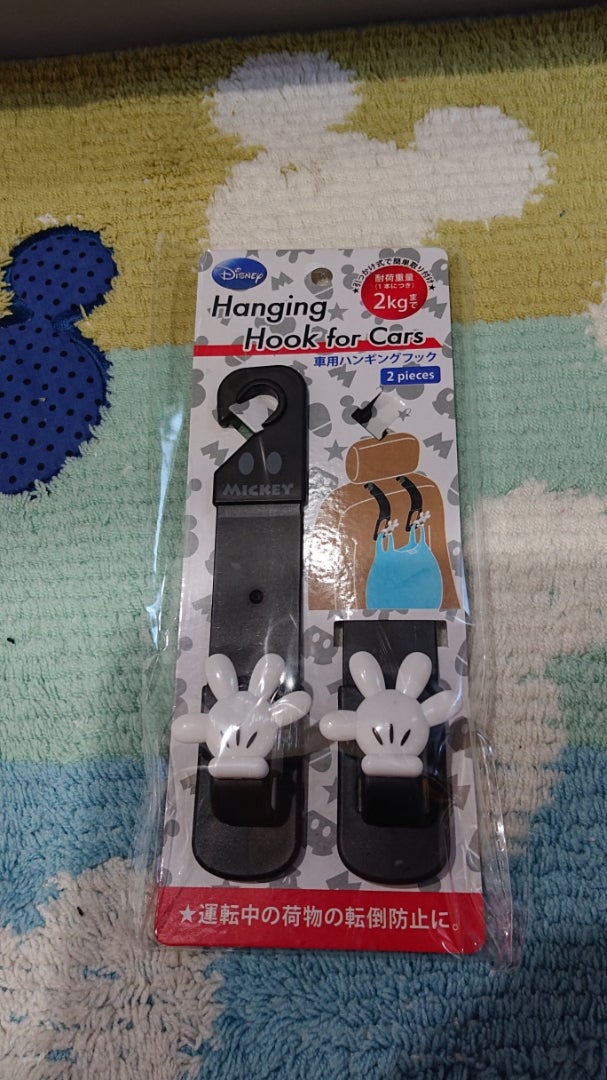 Disney
★引っかけ式で簡単取り付け★
耐荷重量
(1本につき)
2kgまで
Hanging
Hook for Cars
車用ハンギングフック
2 pieces
MICKEY
★運転中の荷物の転倒防止に。